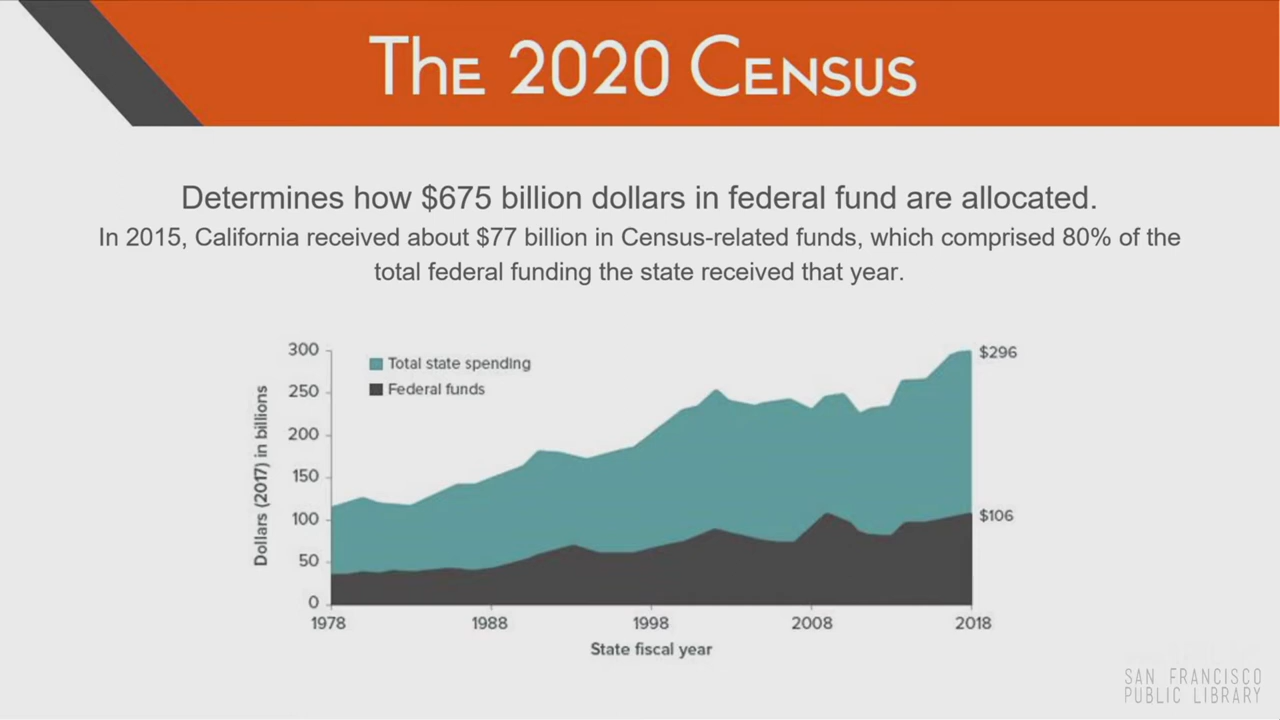 THE 2020 CENSUS
Determines how $675 billion dollars in federal fund are allocated.
In 2015, California received about $77 billion in Census-related funds, which comprised 80% of the
total federal funding the state received that year.
Total state spending
Federal funds
Dollars (2017) in billions
300
250
200
150
100
50
0
$296
$106
1978
1988
1998
2008
2018
State fiscal year
SAN FRANCISCO
PUBLIC LIBRARY